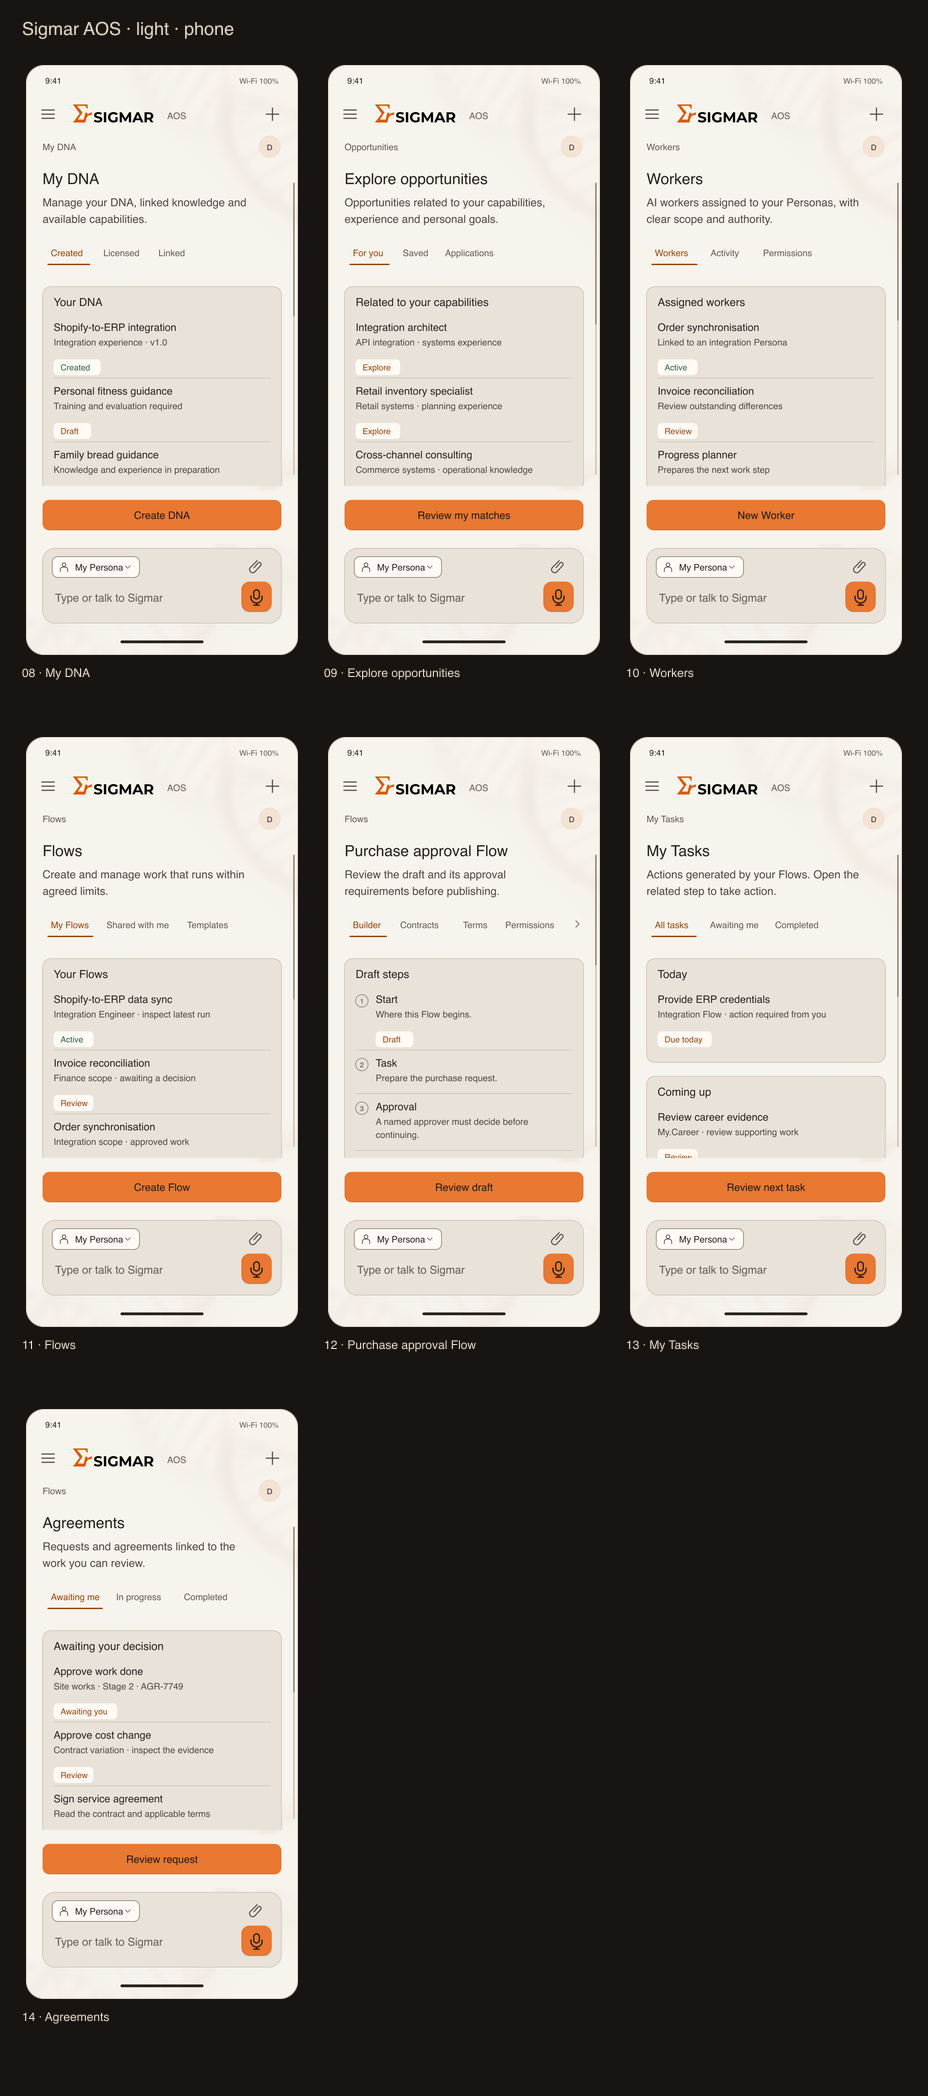 Sigmar AOS · light · phone
9:41
Wi-Fi 100%
SIGMAR AOS
My DNA
D
My DNA
Manage your DNA, linked knowledge and
available capabilities.
Created Licensed Linked
Your DNA
Shopify-to-ERP integration
Integration experience · v1.0
Created
Personal fitness guidance
Training and evaluation required
Draft
Family bread guidance
Knowledge and experience in preparation
Create DNA
My Persona
Type or talk to Sigmar
08 · My DNA
9:41
Wi-Fi 100%
SIGMAR AOS
Opportunities
D
Explore opportunities
Opportunities related to your capabilities,
experience and personal goals.
For you Saved Applications
Related to your capabilities
Integration architect
API integration · systems experience
Explore
Retail inventory specialist
Retail systems · planning experience
Explore
Cross-channel consulting
Commerce systems · operational knowledge
Review my matches
My Persona
Type or talk to Sigmar
09 · Explore opportunities
9:41
Wi-Fi 100%
SIGMAR AOS
Workers
D
Workers
AI workers assigned to your Personas, with
clear scope and authority.
Workers Activity Permissions
Assigned workers
Order synchronisation
Linked to an integration Persona
Active
Invoice reconciliation
Review outstanding differences
Review
Progress planner
Prepares the next work step
New Worker
My Persona
Type or talk to Sigmar
10 · Workers
9:41
Wi-Fi 100%
SIGMAR AOS
Flows
D
Flows
Create and manage work that runs within
agreed limits.
My Flows Shared with me Templates
Your Flows
Shopify-to-ERP data sync
Integration Engineer · inspect latest run
Active
Invoice reconciliation
Finance scope · awaiting a decision
Review
Order synchronisation
Integration scope · approved work
Create Flow
My Persona
Type or talk to Sigmar
11 · Flows
9:41
Wi-Fi 100%
SIGMAR AOS
Flows
D
Purchase approval Flow
Review the draft and its approval
requirements before publishing.
Builder Contracts Terms Permissions
Draft steps
1 Start
Where this Flow begins.
Draft
2 Task
Prepare the purchase request.
3 Approval
A named approver must decide before
continuing.
Review draft
My Persona
Type or talk to Sigmar
12 · Purchase approval Flow
9:41
Wi-Fi 100%
SIGMAR AOS
My Tasks
D
My Tasks
Actions generated by your Flows. Open the
related step to take action.
All tasks Awaiting me Completed
Today
Provide ERP credentials
Integration Flow · action required from you
Due today
Coming up
Review career evidence
My.Career · review supporting work
Review
Review next task
My Persona
Type or talk to Sigmar
13 · My Tasks
9:41
Wi-Fi 100%
SIGMAR AOS
Flows
D
Agreements
Requests and agreements linked to the
work you can review.
Awaiting me In progress Completed
Awaiting your decision
Approve work done
Site works · Stage 2 · AGR-7749
Awaiting you
Approve cost change
Contract variation · inspect the evidence
Review
Sign service agreement
Read the contract and applicable terms
Review request
My Persona
Type or talk to Sigmar
14 · Agreements